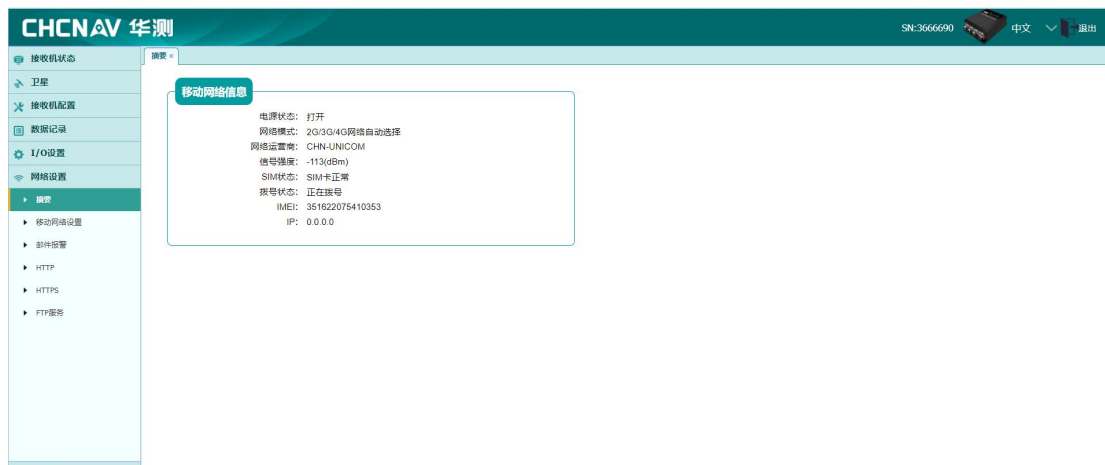 CHCNAV 华测
SN:3666690 中文 退出
接收机状态
卫星
接收机配置
数据记录
I/O设置
网络设置
摘要
移动网络设置
邮件报警
HTTP
HTTPS
FTP服务
摘要 ×
移动网络信息
电源状态: 打开
网络模式: 2G/3G/4G网络自动选择
网络运营商: CHN-UNICOM
信号强度: -113(dBm)
SIM状态: SIM卡正常
拨号状态: 正在拨号
IMEI: 351622075410353
IP: 0.0.0.0